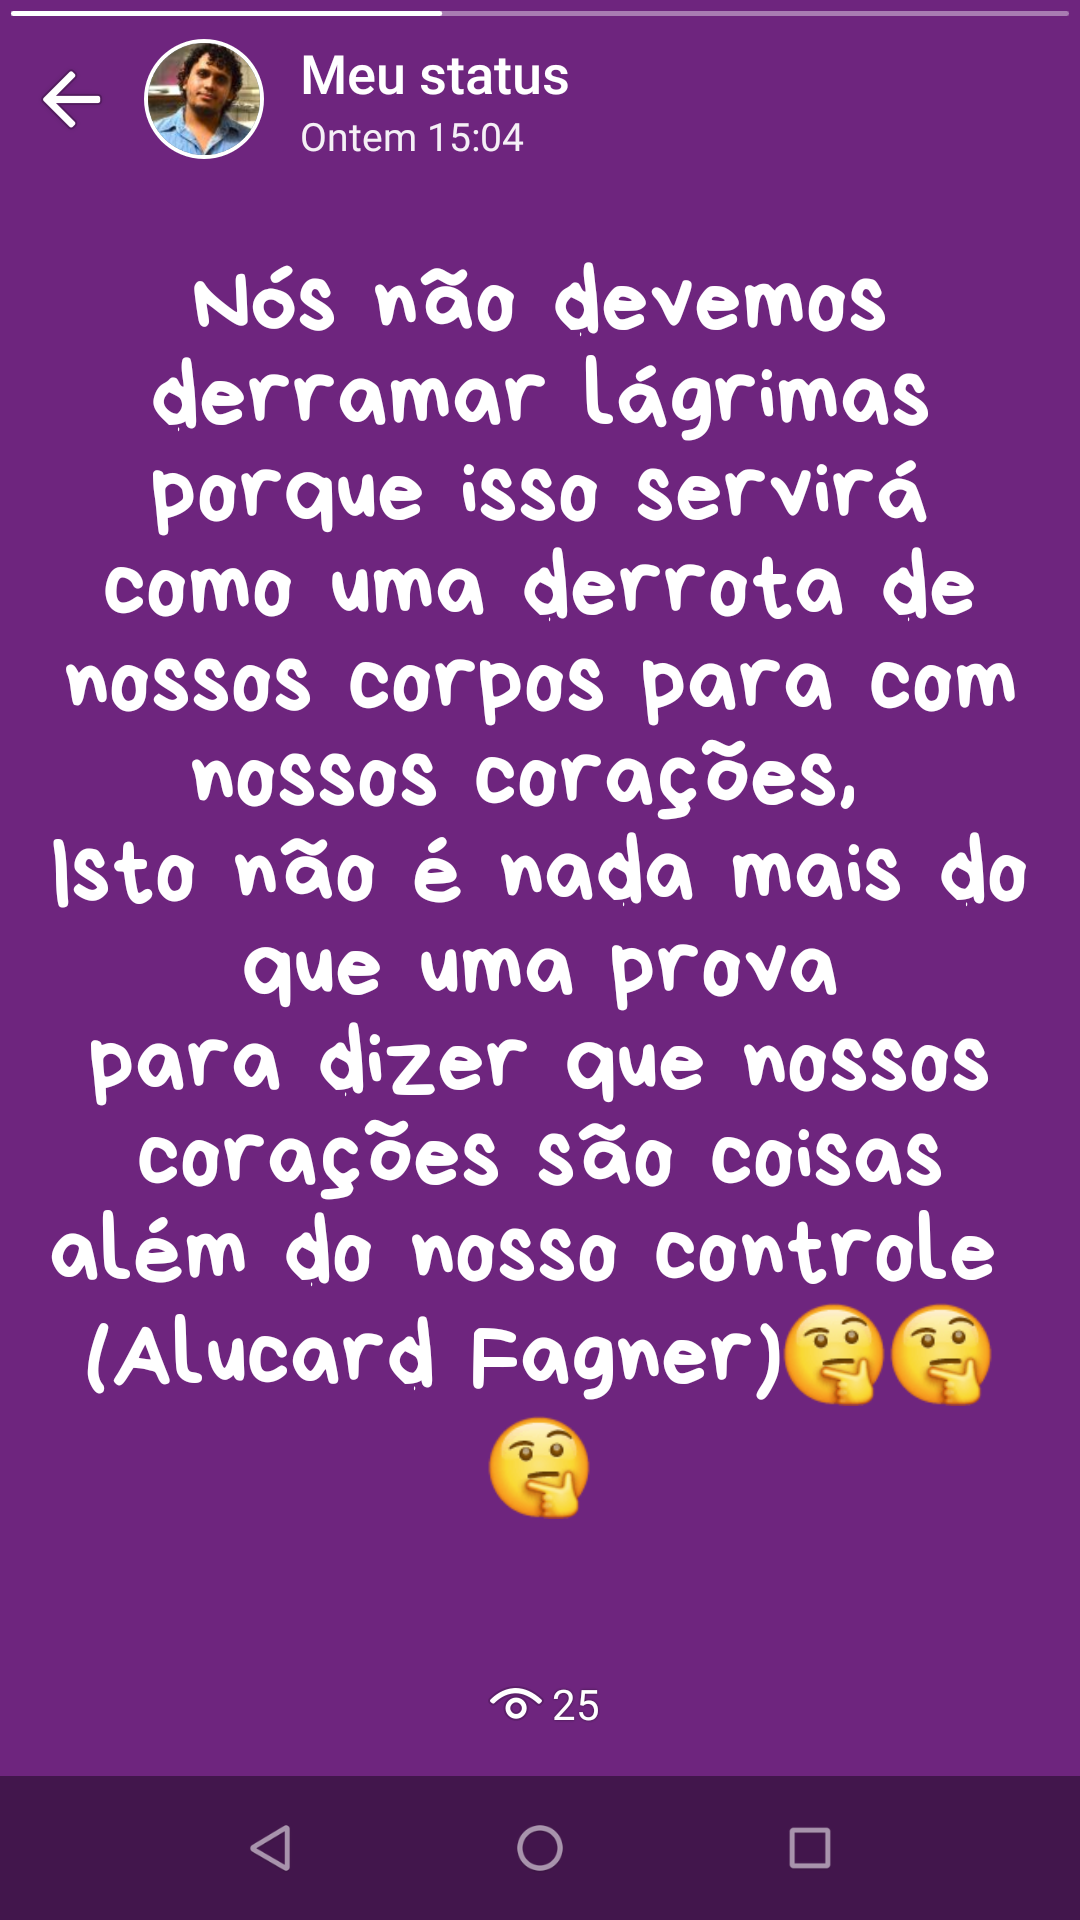 Meu status
Ontem 15:04
Nós não devemos
derramar lágrimas
porque isso servirá
como uma derrota de
nossos corpos para com
nossos corações,
Isto não é nada mais do
que uma prova
para dizer que nossos
corações são coisas
além do nosso controle
(Alucard Fagner)🤔🤔
🤔
25